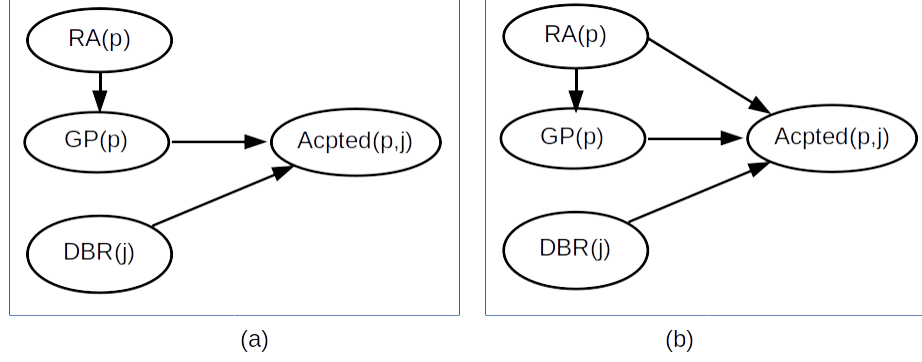 RA(p)
GP(p)
Acpted(p,j)
DBR(j)
(a)
RA(p)
GP(p)
Acpted(p,j)
DBR(j)
(b)